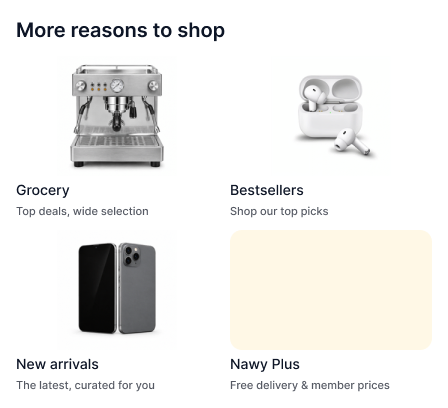 More reasons to shop
Grocery
Top deals, wide selection
Bestsellers
Shop our top picks
New arrivals
The latest, curated for you
Nawy Plus
Free delivery & member prices